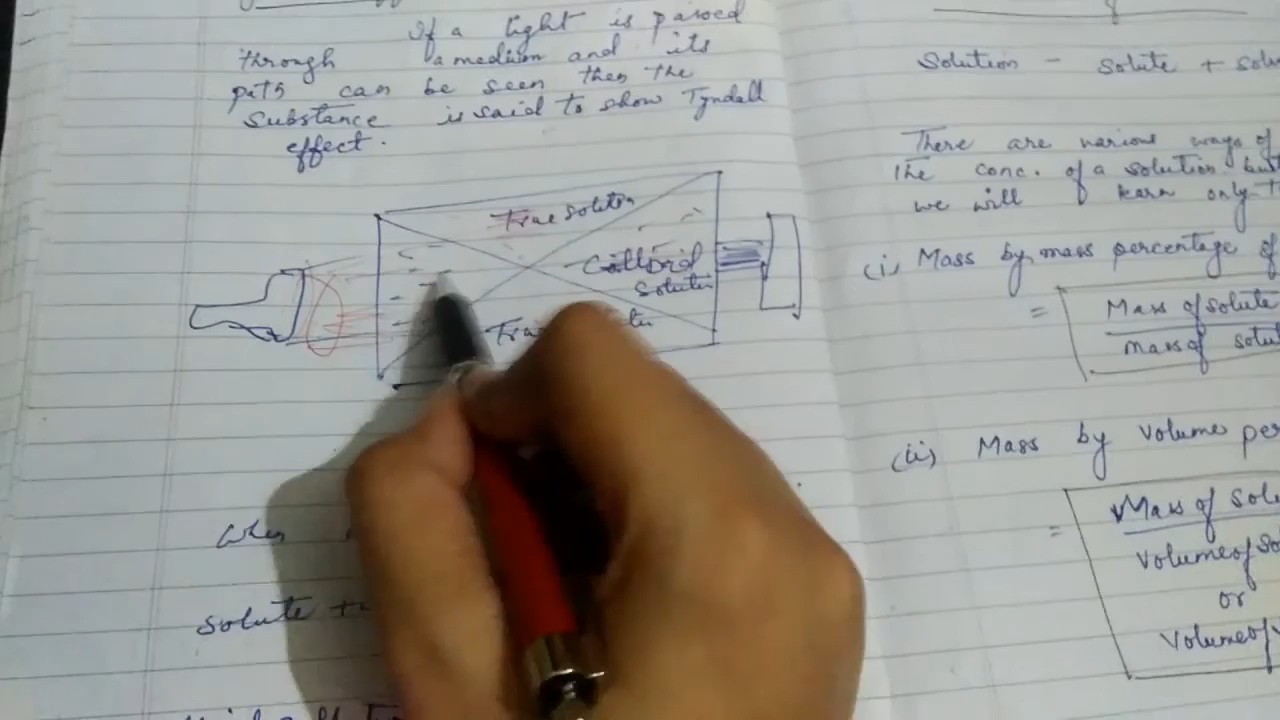 If a light is passed
through a medium and its
path can be seen then the
substance is said to show Tyndall
effect.
True solution
Colloid
solution
When
solute +
Solution - solute + solu
There are various ways of
the conc. of a solution but
we will learn only t
(i) Mass by mass percentage of
= Mass of solute
mass of solut
(ii) Mass by volume per
= Mass of solu
Volume of so
or
Volume of